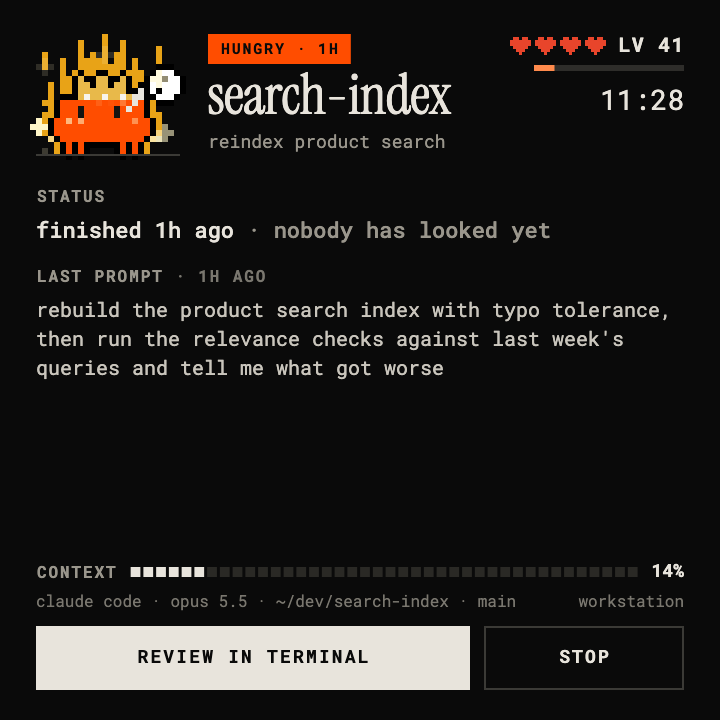 HUNGRY · 1H
LV 41
search-index
11:28
reindex product search
STATUS
finished 1h ago · nobody has looked yet
LAST PROMPT · 1H AGO
rebuild the product search index with typo tolerance,
then run the relevance checks against last week's
queries and tell me what got worse
CONTEXT 14%
claude code · opus 5.5 · ~/dev/search-index · main workstation
REVIEW IN TERMINAL STOP